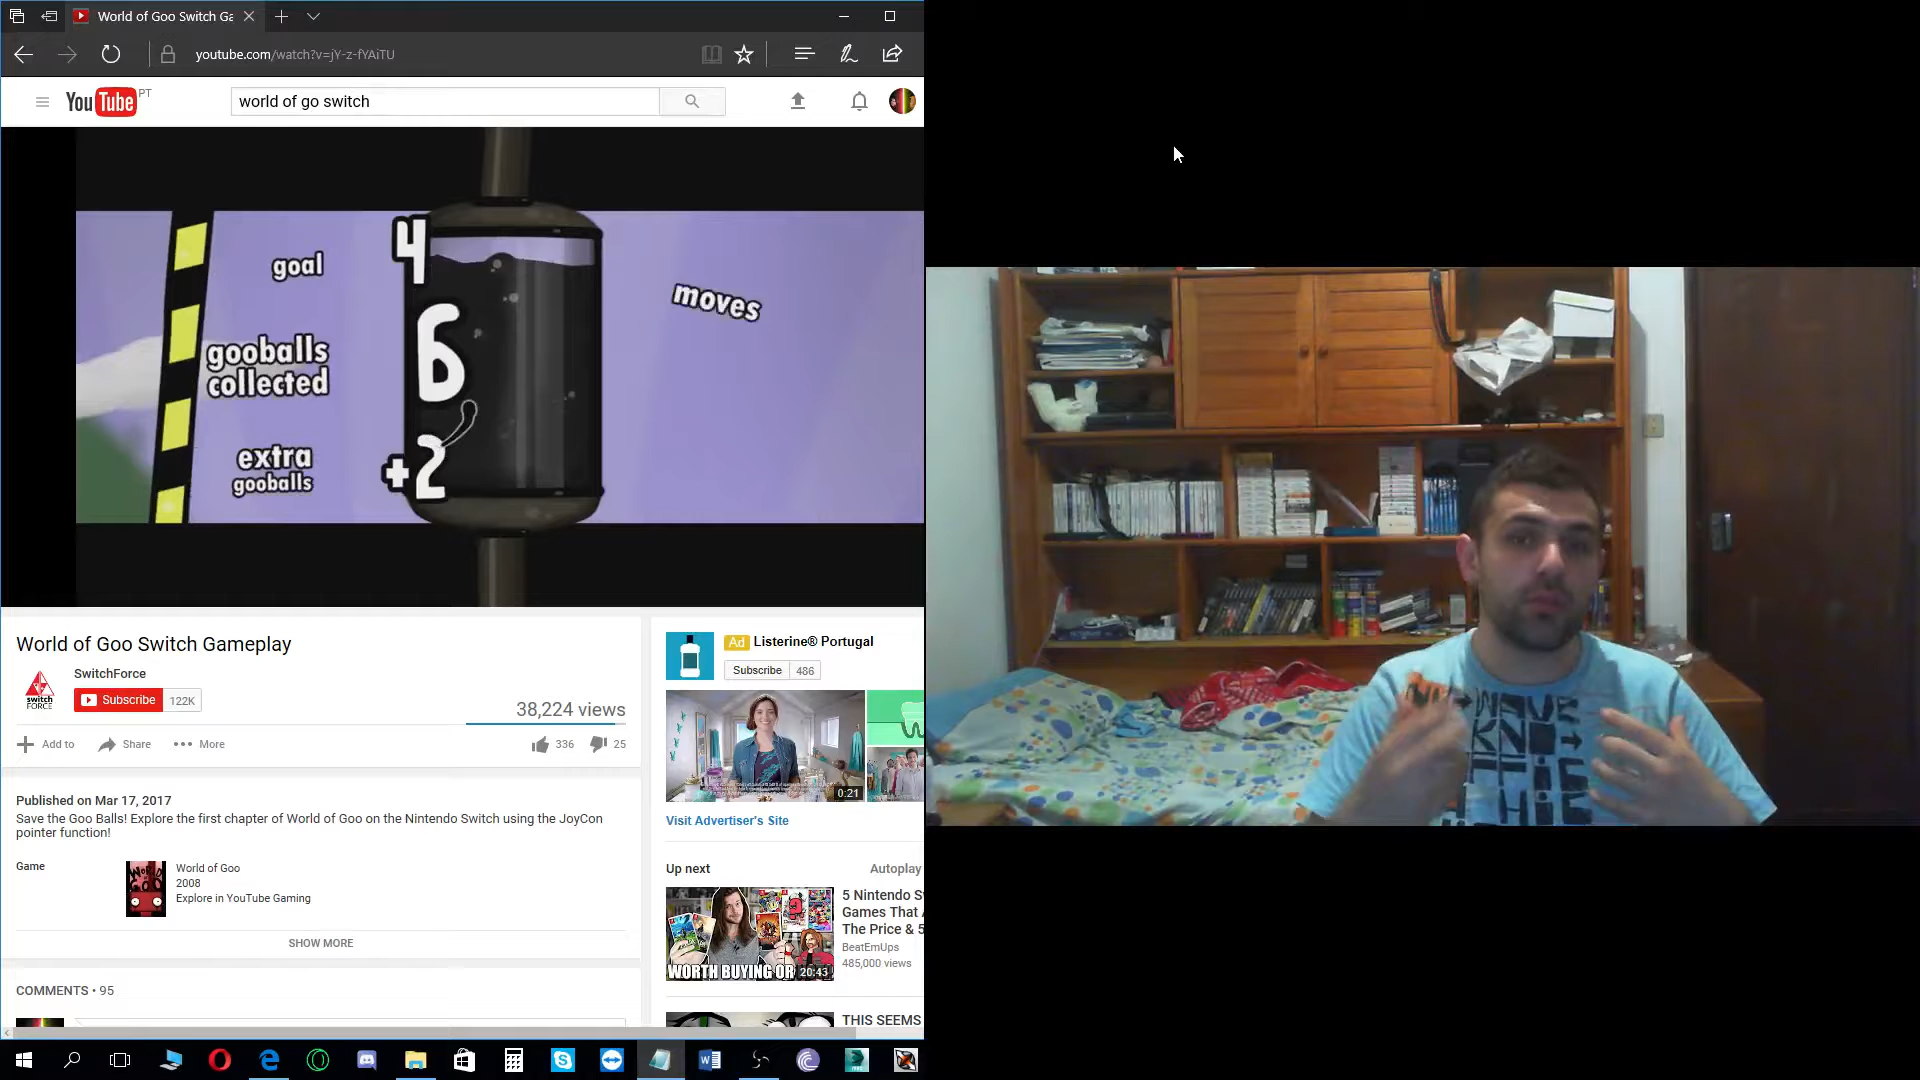 World of Goo Switch Ga
youtube.com/watch?v=jY-z-fYAiTU
YouTube PT
world of go switch
goal
4
moves
gooballs
collected
6
extra
gooballs
+2
World of Goo Switch Gameplay
SwitchForce
Subscribe 122K
38,224 views
Add to Share More 336 25
Published on Mar 17, 2017
Save the Goo Balls! Explore the first chapter of World of Goo on the Nintendo Switch using the JoyCon
pointer function!
Game
World of Goo
2008
Explore in YouTube Gaming
SHOW MORE
COMMENTS • 95
Ad Listerine® Portugal
Subscribe 486
0:21
Visit Advertiser's Site
Up next Autoplay
WORTH BUYING OR
20:43
5 Nintendo S
Games That A
The Price & 5
BeatEmUps
485,000 views
THIS SEEMS